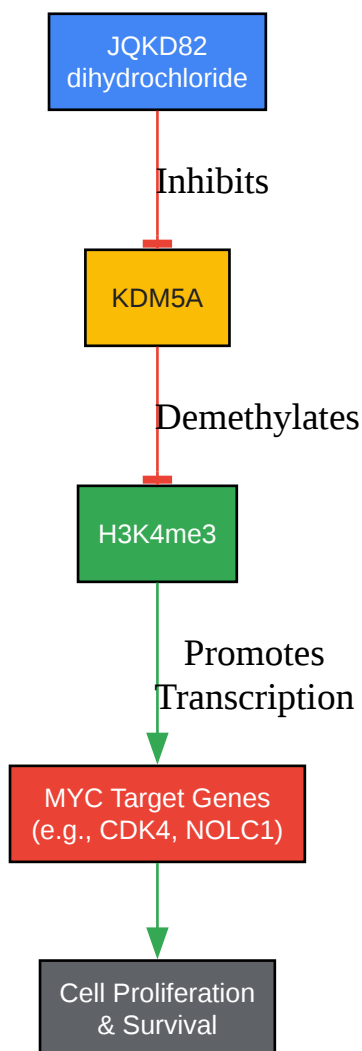 JQKD82
dihydrochloride
Inhibits
KDM5A
Demethylates
H3K4me3
Promotes
Transcription
MYC Target Genes
(e.g., CDK4, NOLC1)
Cell Proliferation
& Survival